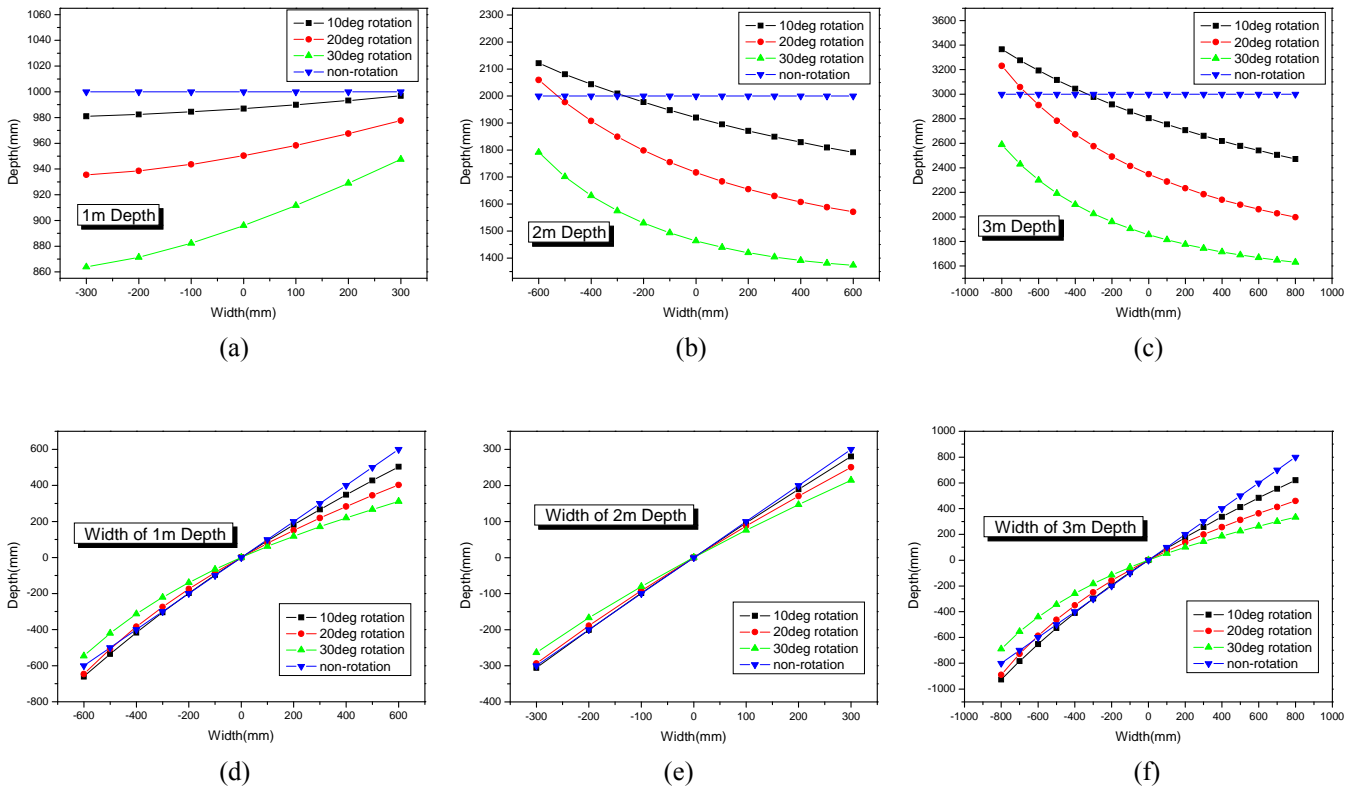 1060
1040
1020
1000
980
960
940
920
900
880
860
-300 -200 -100 0 100 200 300
Depth(mm)
Width(mm)
10deg rotation
20deg rotation
30deg rotation
non-rotation
1m Depth
(a)
2300
2200
2100
2000
1900
1800
1700
1600
1500
1400
-600 -400 -200 0 200 400 600
Depth(mm)
Width(mm)
10deg rotation
20deg rotation
30deg rotation
non-rotation
2m Depth
(b)
3600
3400
3200
3000
2800
2600
2400
2200
2000
1800
1600
-1000 -800 -600 -400 -200 0 200 400 600 800 1000
Depth(mm)
Width(mm)
10deg rotation
20deg rotation
30deg rotation
non-rotation
3m Depth
(c)
600
400
200
0
-200
-400
-600
-800
-600 -400 -200 0 200 400 600
Depth(mm)
Width(mm)
Width of 1m Depth
10deg rotation
20deg rotation
30deg rotation
non-rotation
(d)
300
200
100
0
-100
-200
-300
-400
-300 -200 -100 0 100 200 300
Depth(mm)
Width(mm)
Width of 2m Depth
10deg rotation
20deg rotation
30deg rotation
non-rotation
(e)
1000
800
600
400
200
0
-200
-400
-600
-800
-1000
-1000 -800 -600 -400 -200 0 200 400 600 800 1000
Depth(mm)
Width(mm)
Width of 3m Depth
10deg rotation
20deg rotation
30deg rotation
non-rotation
(f)